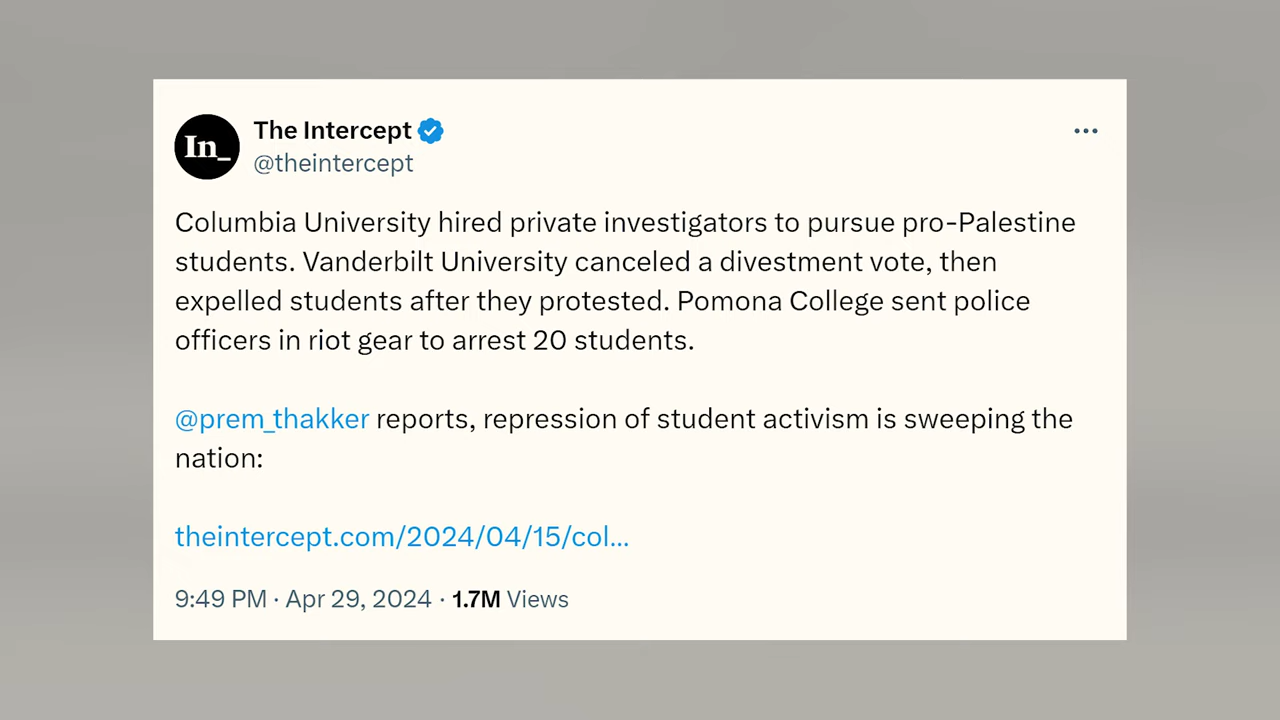 In_
The Intercept
@theintercept
Columbia University hired private investigators to pursue pro-Palestine
students. Vanderbilt University canceled a divestment vote, then
expelled students after they protested. Pomona College sent police
officers in riot gear to arrest 20 students.
@prem_thakker reports, repression of student activism is sweeping the
nation:
theintercept.com/2024/04/15/col...
9:49 PM · Apr 29, 2024 · 1.7M Views